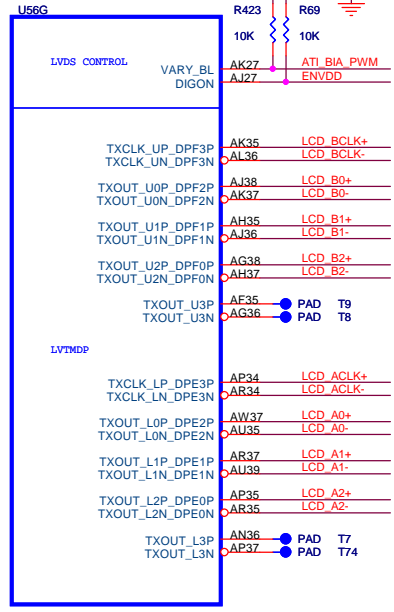 U56G R423 R69
10K 10K
LVDS CONTROL
VARY_BL AK27 ATI_BIA_PWM
DIGON AJ27 ENVDD
TXCLK_UP_DPF3P AK35 LCD_BCLK+
TXCLK_UN_DPF3N AL36 LCD_BCLK-
TXOUT_U0P_DPF2P AJ38 LCD_B0+
TXOUT_U0N_DPF2N AK37 LCD_B0-
TXOUT_U1P_DPF1P AH35 LCD_B1+
TXOUT_U1N_DPF1N AJ36 LCD_B1-
TXOUT_U2P_DPF0P AG38 LCD_B2+
TXOUT_U2N_DPF0N AH37 LCD_B2-
TXOUT_U3P AF35 PAD T9
TXOUT_U3N AG36 PAD T8
LVTMDP
TXCLK_LP_DPE3P AP34 LCD_ACLK+
TXCLK_LN_DPE3N AR34 LCD_ACLK-
TXOUT_L0P_DPE2P AW37 LCD_A0+
TXOUT_L0N_DPE2N AU35 LCD_A0-
TXOUT_L1P_DPE1P AR37 LCD_A1+
TXOUT_L1N_DPE1N AU39 LCD_A1-
TXOUT_L2P_DPE0P AP35 LCD_A2+
TXOUT_L2N_DPE0N AR35 LCD_A2-
TXOUT_L3P AN36 PAD T7
TXOUT_L3N AP37 PAD T74